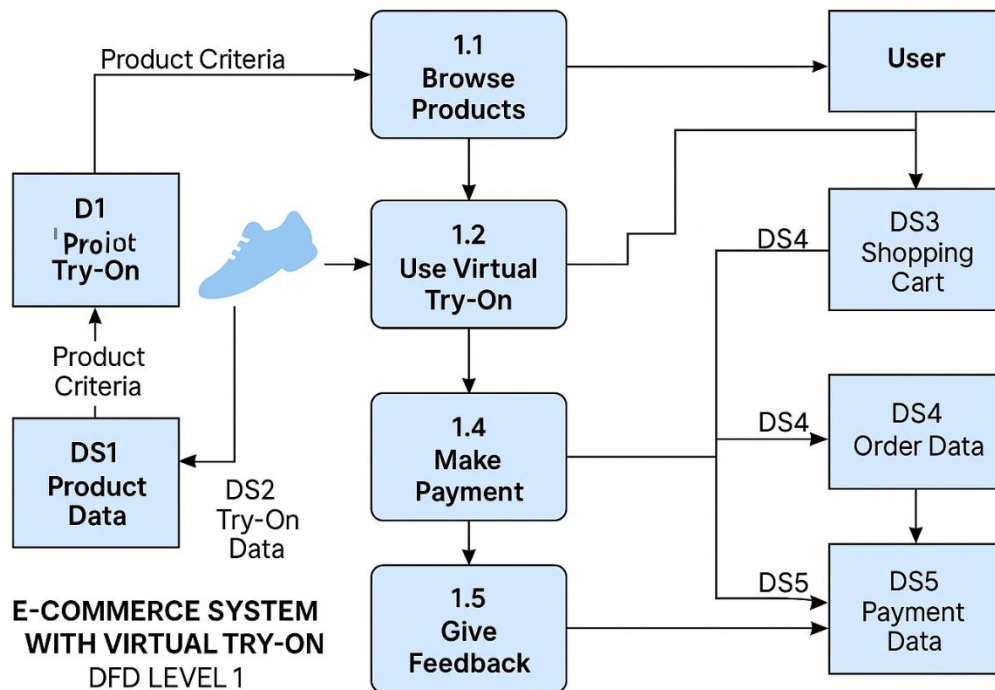 1.1
Browse
Products
Product Criteria
User
D1
Try-On
1.2
Use Virtual
Try-On
DS4
DS3
Shopping
Cart
Product
Criteria
DS1
Product
Data
DS2
Try-On
Data
1.4
Make
Payment
DS4
DS4
Order Data
1.5
Give
Feedback
DS5
DS5
Payment
Data
E-COMMERCE SYSTEM
WITH VIRTUAL TRY-ON
DFD LEVEL 1